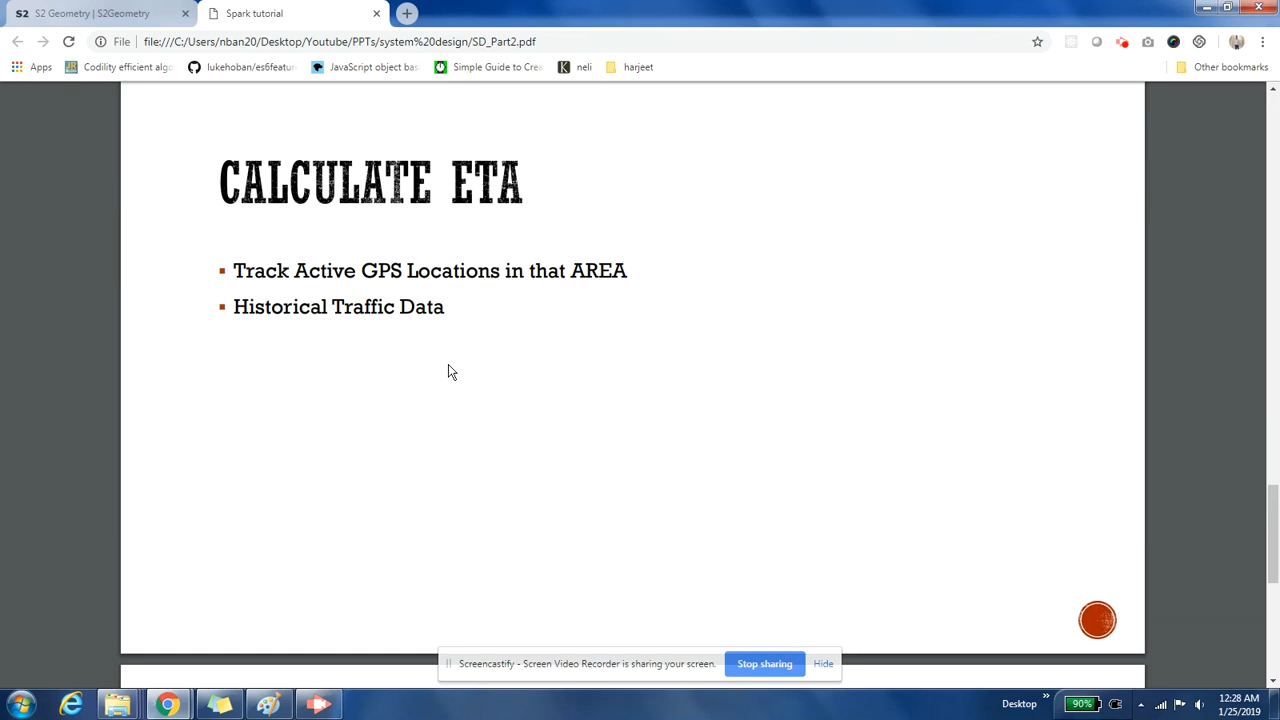 S2 S2 Geometry | S2Geometry
Spark tutorial
File file:///C:/Users/nban20/Desktop/Youtube/PPTs/system%20design/SD_Part2.pdf
Apps Codility efficient algo lukehoban/es6featur JavaScript object bas Simple Guide to Crea K neli harjeet Other bookmarks
CALCULATE ETA
Track Active GPS Locations in that AREA
Historical Traffic Data
Screencastify - Screen Video Recorder is sharing your screen. Stop sharing Hide
Desktop 90% 12:28 AM
1/25/2019